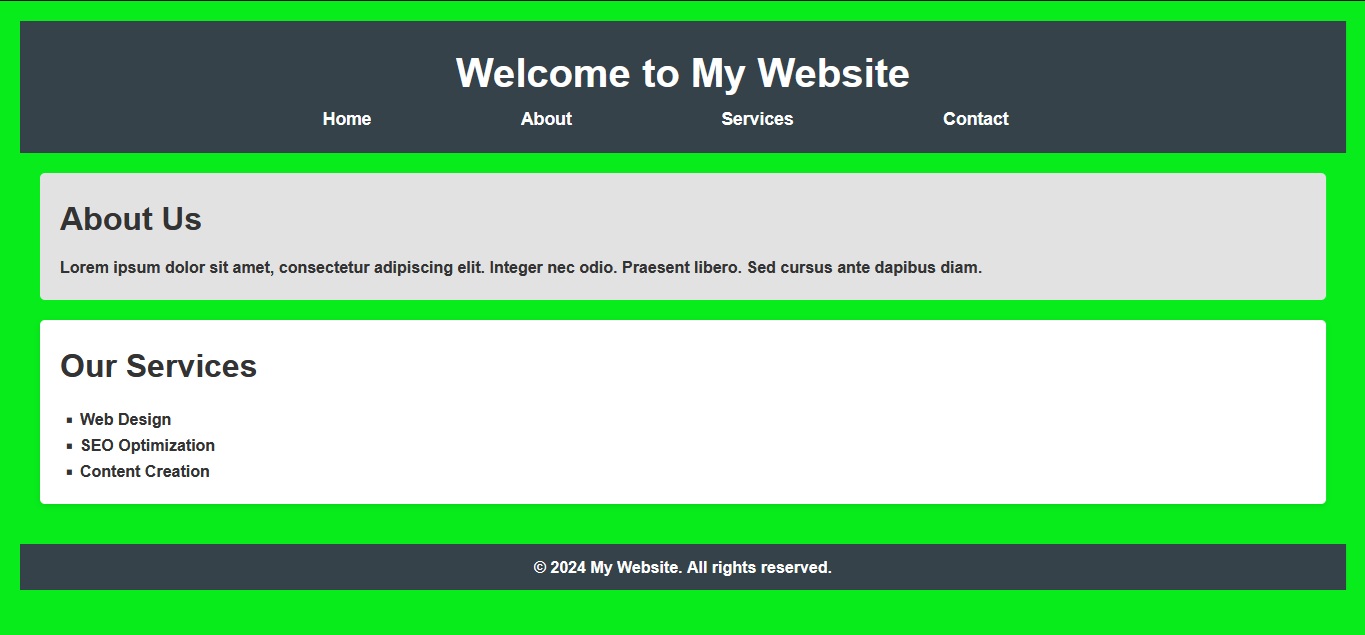 Welcome to My Website
Home About Services Contact
About Us
Lorem ipsum dolor sit amet, consectetur adipiscing elit. Integer nec odio. Praesent libero. Sed cursus ante dapibus diam.
Our Services
Web Design
SEO Optimization
Content Creation
© 2024 My Website. All rights reserved.